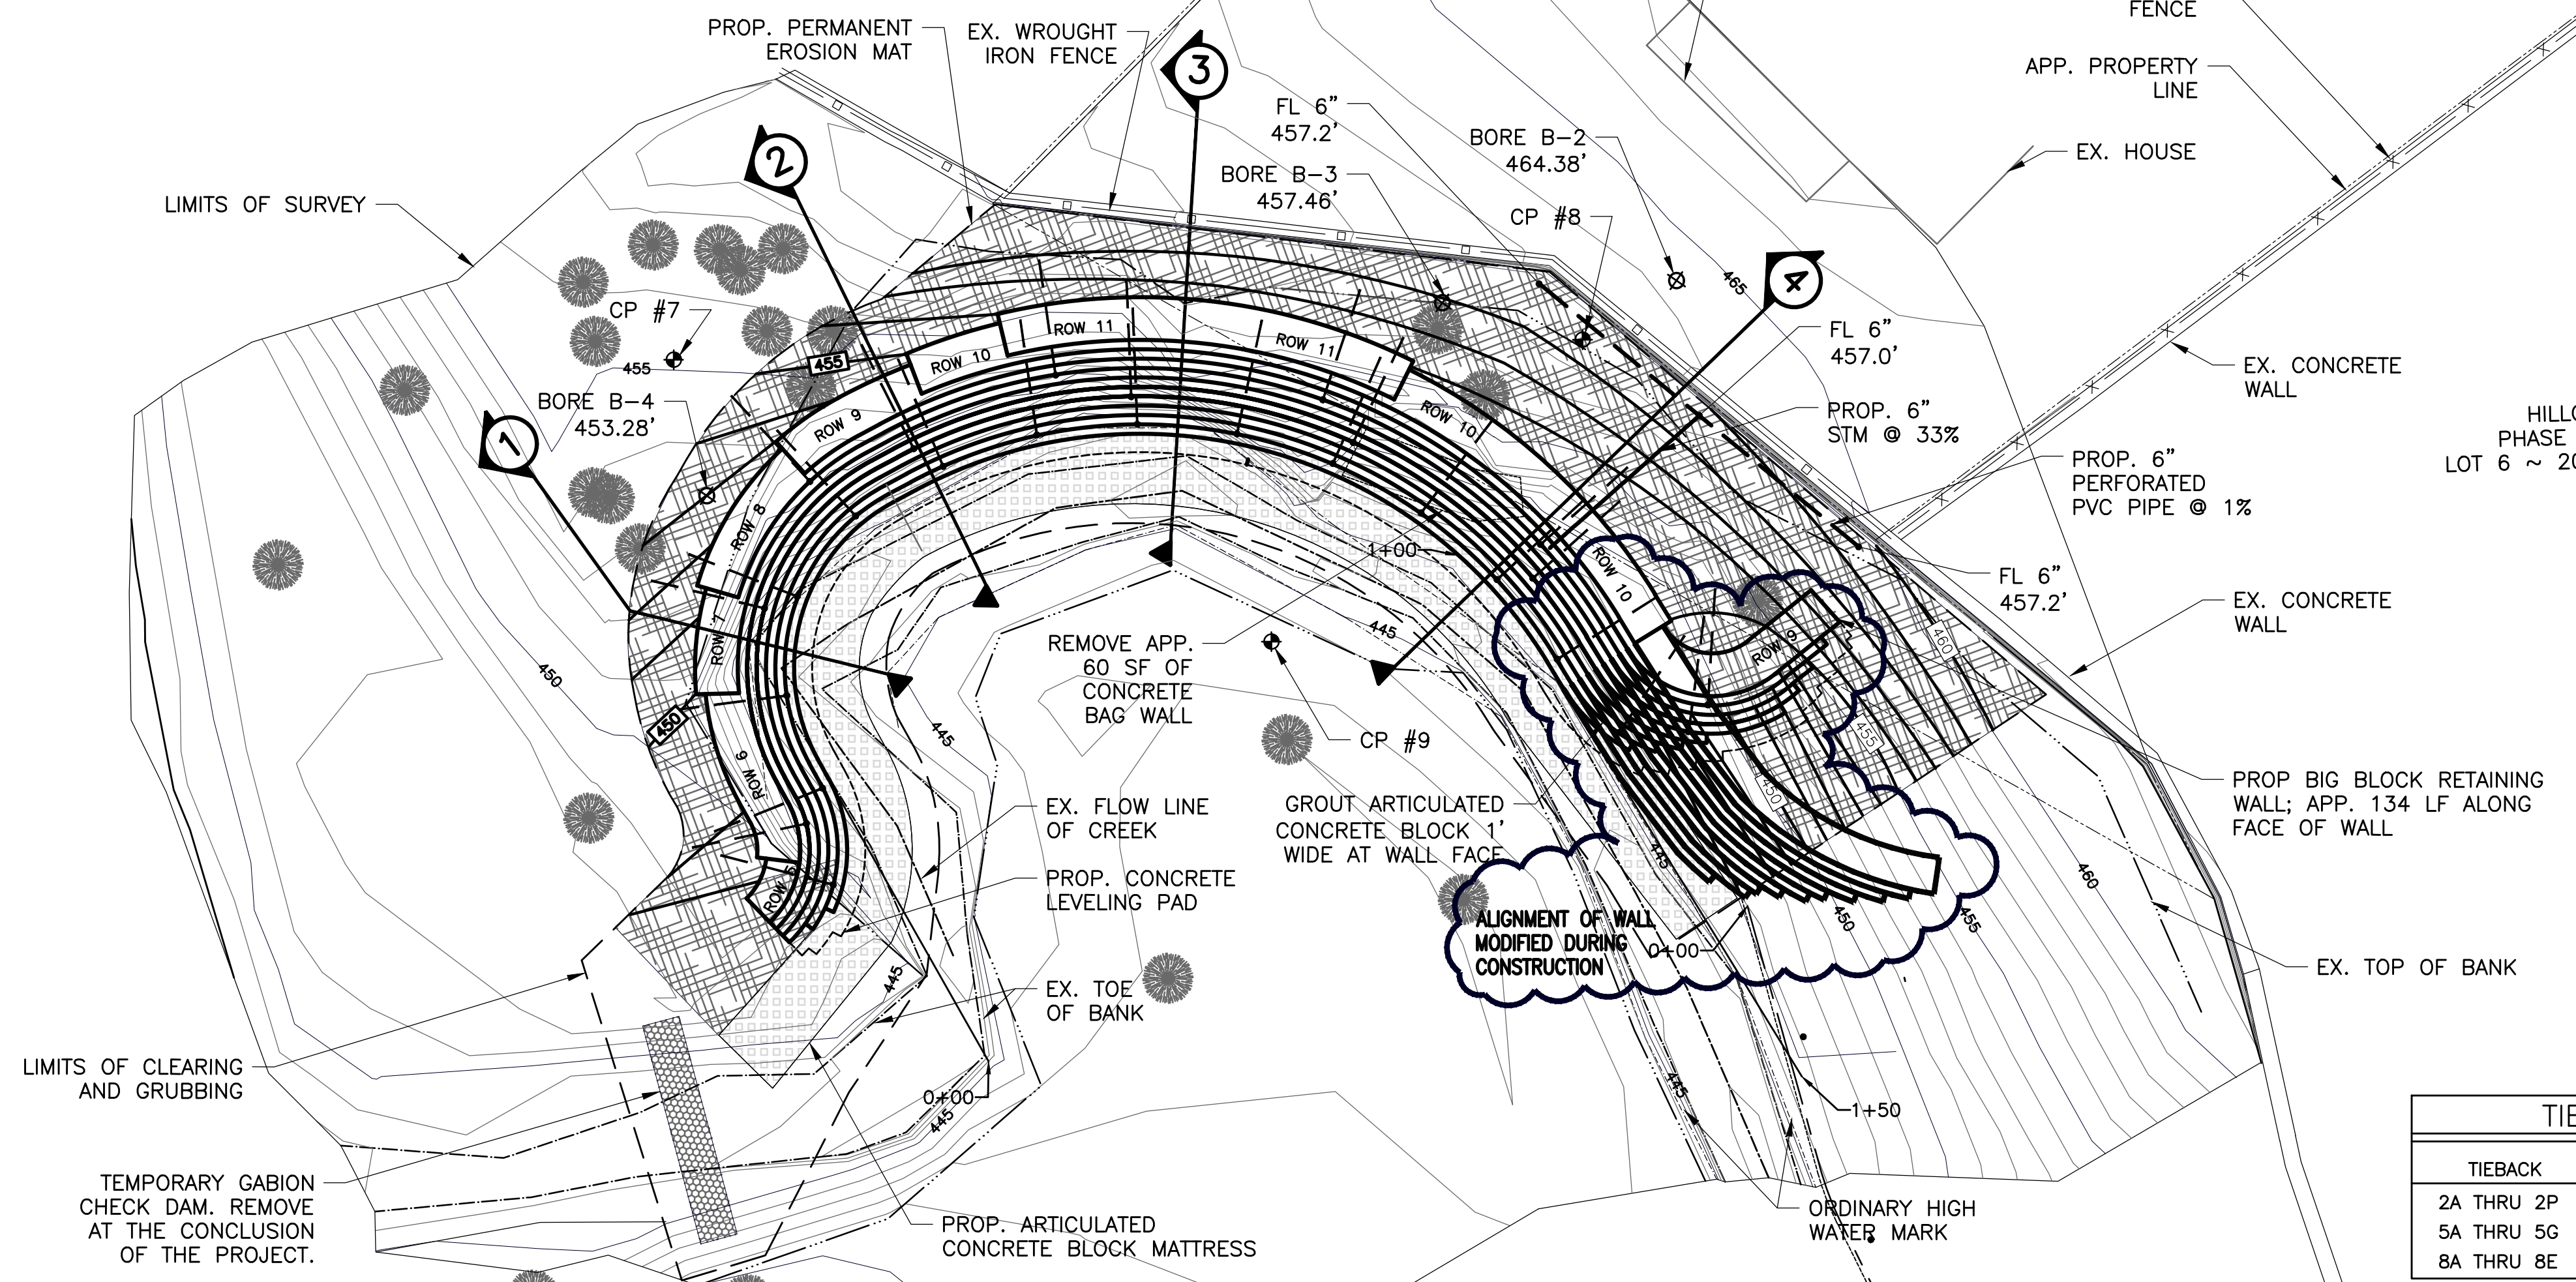 FENCE
PROP. PERMANENT
EROSION MAT
EX. WROUGHT
IRON FENCE
3
APP. PROPERTY
LINE
FL 6"
457.2'
BORE B-2
464.38'
EX. HOUSE
2
BORE B-3
457.46'
LIMITS OF SURVEY
CP #8
465
4
CP #7
455
455
ROW 11
ROW 11
ROW 10
FL 6"
457.0'
EX. CONCRETE
WALL
BORE B-4
453.28'
ROW 9
ROW 10
PROP. 6"
STM @ 33%
HILLC
PHASE
LOT 6 ~ 20
1
PROP. 6"
PERFORATED
PVC PIPE @ 1%
ROW 8
1+00
ROW 10
FL 6"
457.2'
EX. CONCRETE
WALL
ROW 7
445
REMOVE APP.
60 SF OF
CONCRETE
BAG WALL
ROW 9
460
450
450
445
CP #9
455
ROW 6
450
PROP BIG BLOCK RETAINING
WALL; APP. 134 LF ALONG
FACE OF WALL
EX. FLOW LINE
OF CREEK
GROUT ARTICULATED
CONCRETE BLOCK 1'
WIDE AT WALL FACE
445
ROW 5
PROP. CONCRETE
LEVELING PAD
460
ALIGNMENT OF WALL
MODIFIED DURING
CONSTRUCTION
0+00
450
455
EX. TOP OF BANK
445
EX. TOE
OF BANK
LIMITS OF CLEARING
AND GRUBBING
0+00
445
445
1+50
TIE
TIEBACK
2A THRU 2P
5A THRU 5G
8A THRU 8E
TEMPORARY GABION
CHECK DAM. REMOVE
AT THE CONCLUSION
OF THE PROJECT.
PROP. ARTICULATED
CONCRETE BLOCK MATTRESS
ORDINARY HIGH
WATER MARK